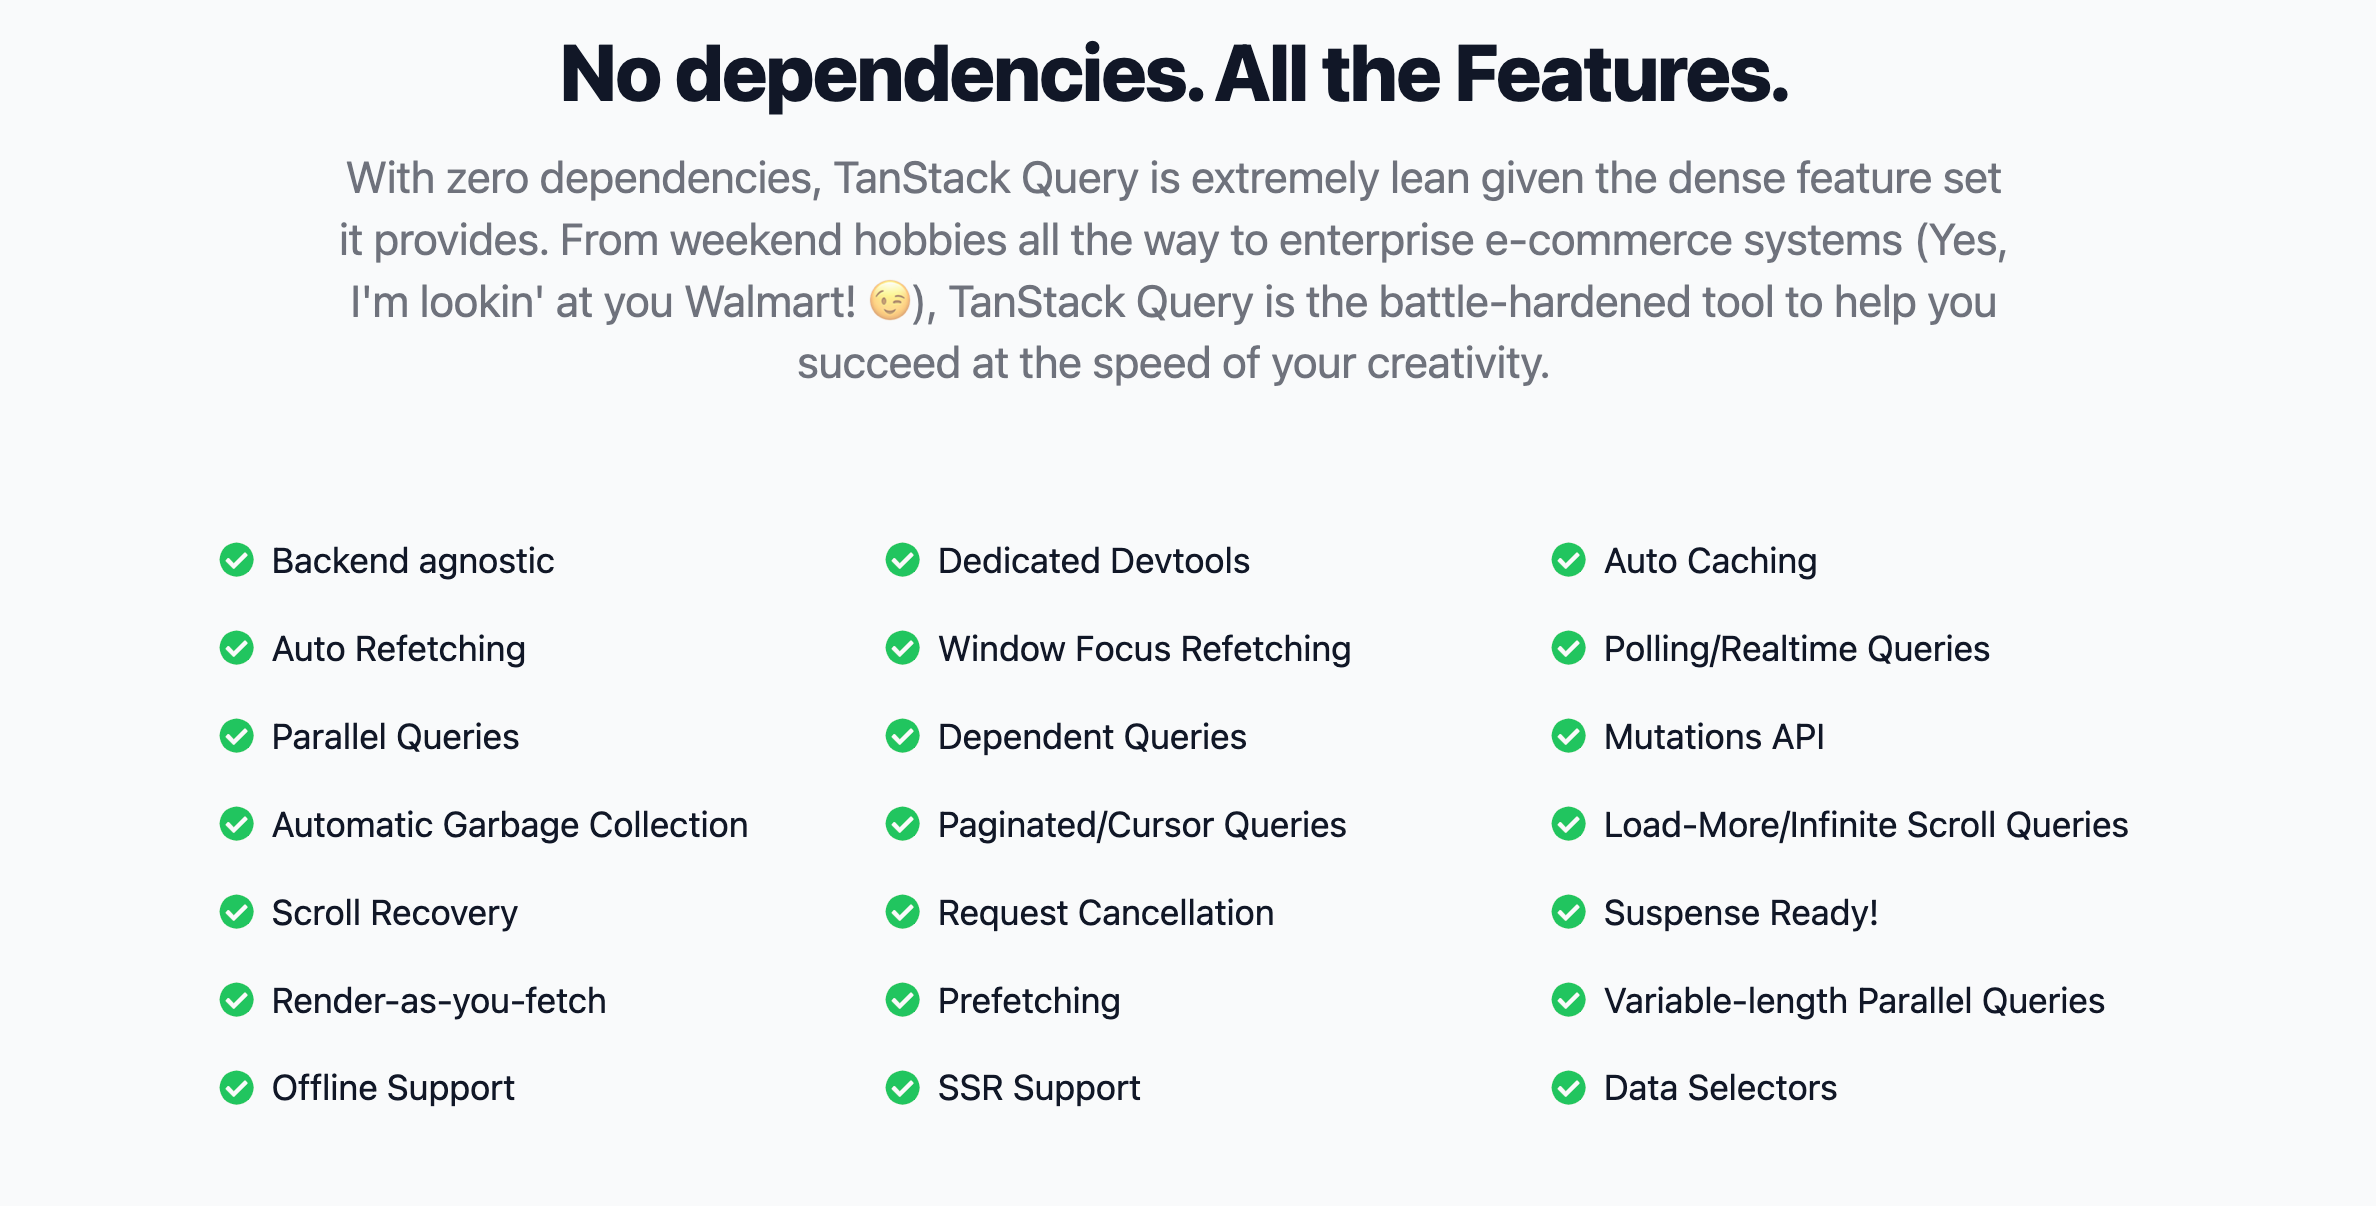 No dependencies. All the Features.
With zero dependencies, TanStack Query is extremely lean given the dense feature set
it provides. From weekend hobbies all the way to enterprise e-commerce systems (Yes,
I'm lookin' at you Walmart! 😉), TanStack Query is the battle-hardened tool to help you
succeed at the speed of your creativity.
Backend agnostic
Dedicated Devtools
Auto Caching
Auto Refetching
Window Focus Refetching
Polling/Realtime Queries
Parallel Queries
Dependent Queries
Mutations API
Automatic Garbage Collection
Paginated/Cursor Queries
Load-More/Infinite Scroll Queries
Scroll Recovery
Request Cancellation
Suspense Ready!
Render-as-you-fetch
Prefetching
Variable-length Parallel Queries
Offline Support
SSR Support
Data Selectors